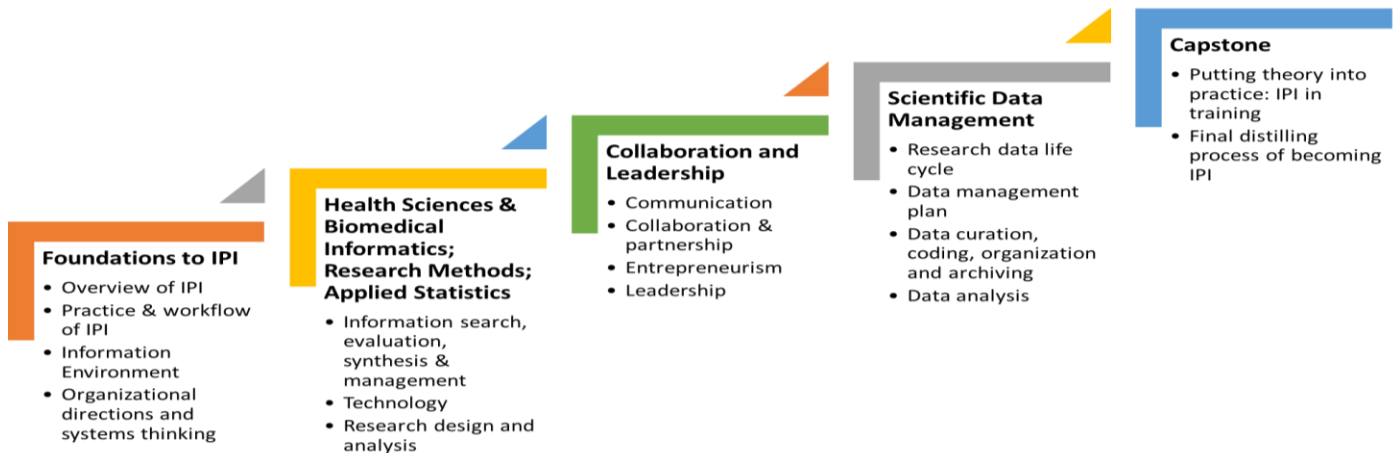 Foundations to IPI
• Overview of IPI
• Practice & workflow
of IPI
• Information
Environment
• Organizational
directions and
systems thinking
Health Sciences &
Biomedical
Informatics;
Research Methods;
Applied Statistics
• Information search,
evaluation,
synthesis &
management
• Technology
• Research design and
analysis
Collaboration and
Leadership
• Communication
• Collaboration &
partnership
• Entrepreneurism
• Leadership
Scientific Data
Management
• Research data life
cycle
• Data management
plan
• Data curation,
coding, organization
and archiving
• Data analysis
Capstone
• Putting theory into
practice: IPI in
training
• Final distilling
process of becoming
IPI